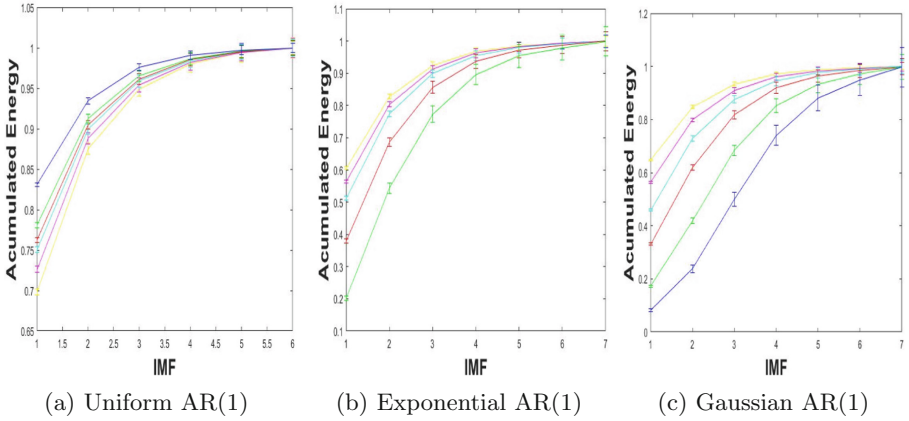 Acumulated Energy
1.05
1
0.95
0.9
0.85
0.8
0.75
0.7
0.65
1 1.5 2 2.5 3 3.5 4 4.5 5 5.5 6
IMF
(a) Uniform AR(1)
Acumulated Energy
1.1
1
0.9
0.8
0.7
0.6
0.5
0.4
0.3
0.2
0.1
1 2 3 4 5 6 7
IMF
(b) Exponential AR(1)
Acumulated Energy
1.2
1
0.8
0.6
0.4
0.2
0
1 2 3 4 5 6 7
IMF
(c) Gaussian AR(1)